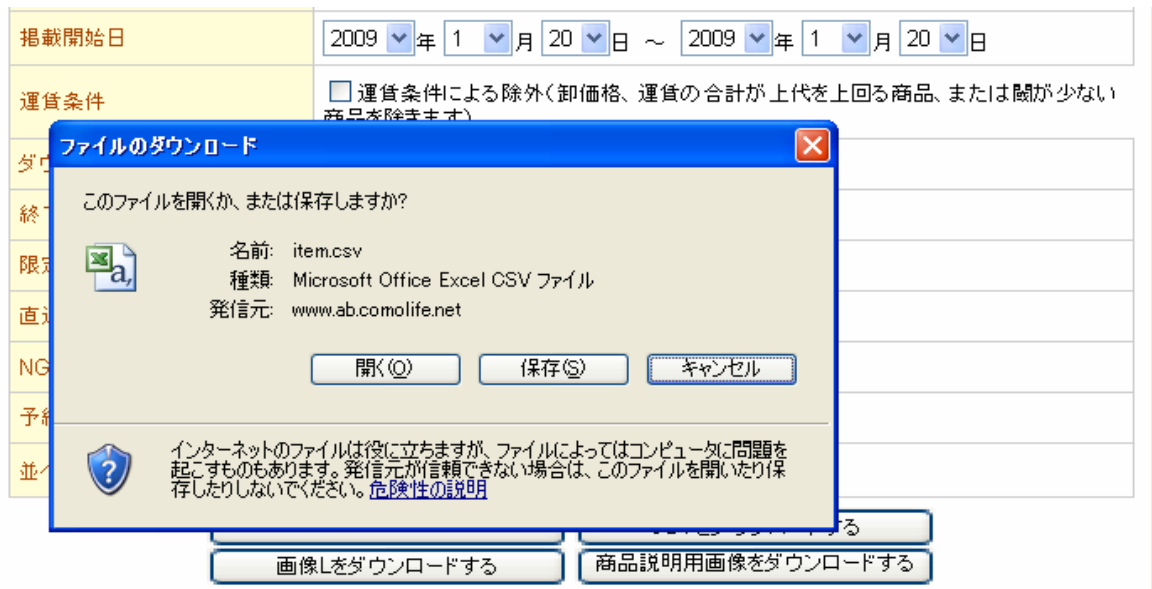 掲載開始日
2009 年 1 月 20 日 ～ 2009 年 1 月 20 日
運賃条件
運賃条件による除外(卸価格、運賃の合計が上代を上回る商品、または閾が少ない
商品を除きます)
ファイルのダウンロード
このファイルを開くか、または保存しますか?
名前: item.csv
種類: Microsoft Office Excel CSV ファイル
発信元: www.ab.comolife.net
開く(O) 保存(S) キャンセル
NG
インターネットのファイルは役に立ちますが、ファイルによってはコンピュータに問題を
起こすものもあります。発信元が信頼できない場合は、このファイルを開いたり保
存したりしないでください。危険性の説明
画像Lをダウンロードする 商品説明用画像をダウンロードする